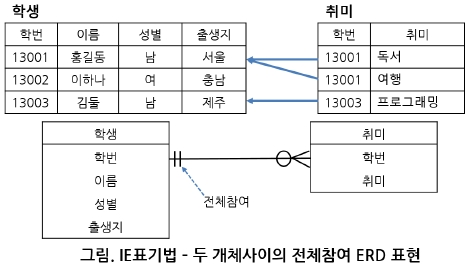 학생 취미
학번 이름 성별 출생지 학번 취미
13001 홍길동 남 서울 13001 독서
13002 이하나 여 충남 13001 여행
13003 김둘 남 제주 13003 프로그래밍
학생 취미
학번 학번
이름 취미
성별 전체참여
출생지
그림. IE표기법 - 두 개체사이의 전체참여 ERD 표현